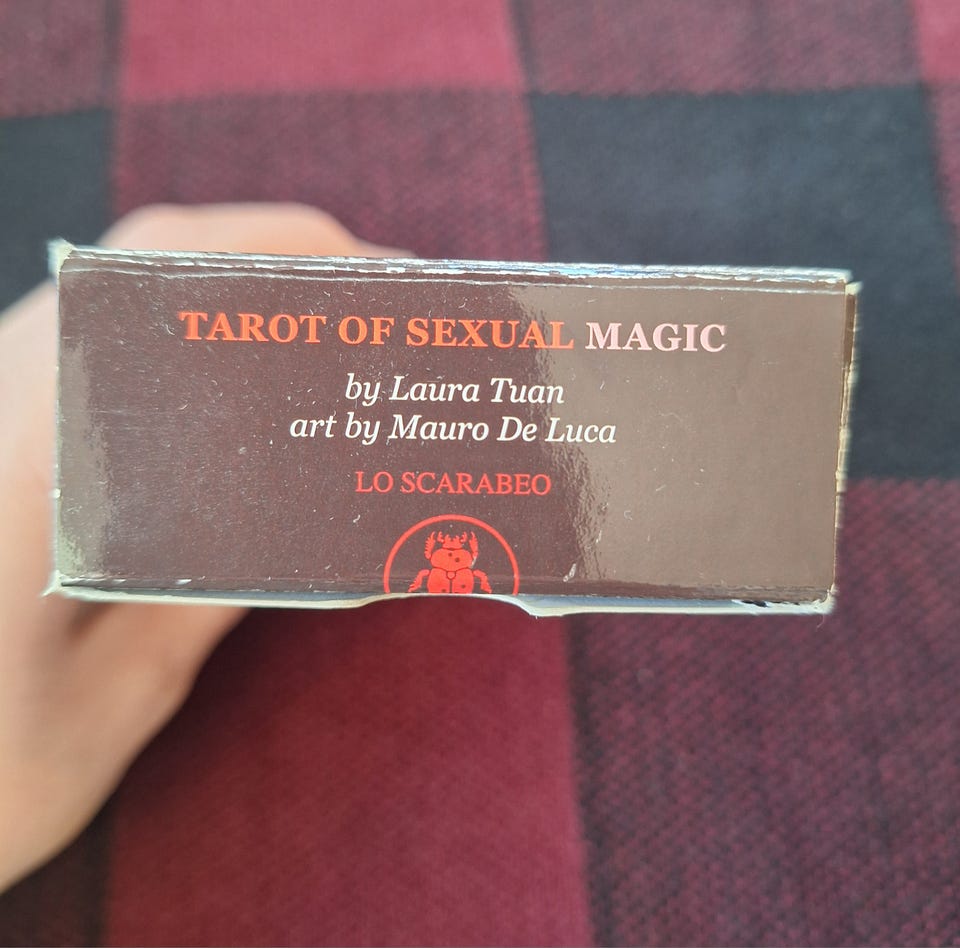 TAROT OF SEXUAL MAGIC
by Laura Tuan
art by Mauro De Luca
LO SCARABEO